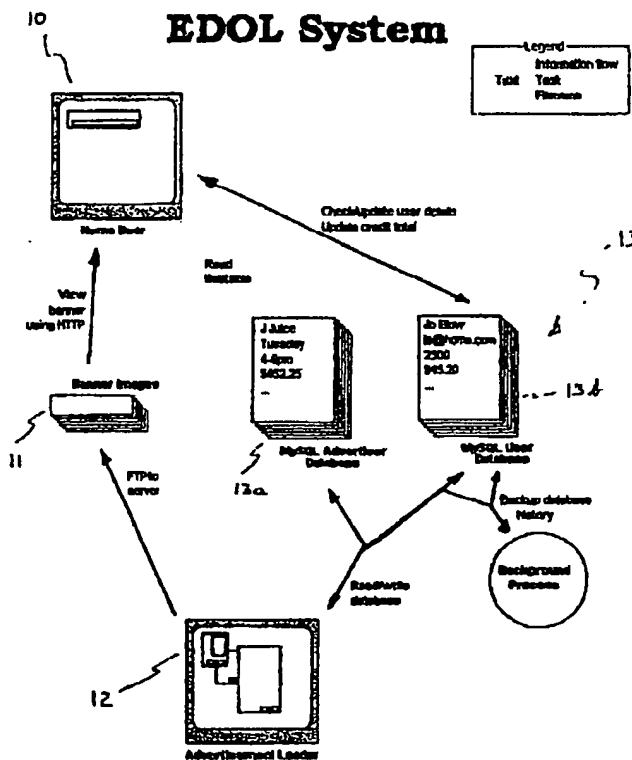 10
EDOL System
Legend
Information flow
Text Task
Filename
Home User
Check/update user details
Update credit total
13
Read
View
banner
using HTTP
J Juice
Tuesday
4-6pm
$452.25
...
Jo Blow
jo@home.com
2500
$45.20
...
Banner Images
13b
11
MySQL Advertiser
Database
MySQL User
Database
13a
FTP to
server
Backup database
history
Read/write
database
Background
Process
12
Advertisement Loader